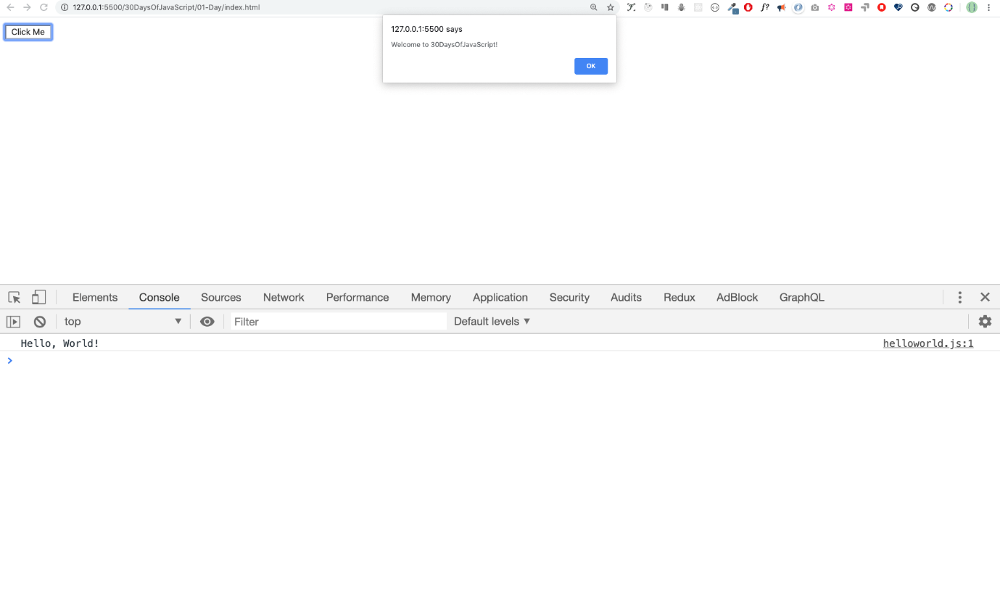 127.0.0.1:5500/30DaysOfJavaScript/01-Day/index.html
f?
Click Me
127.0.0.1:5500 says
Welcome to 30DaysOfJavaScript!
OK
Elements Console Sources Network Performance Memory Application Security Audits Redux AdBlock GraphQL
top Filter Default levels
Hello, World! helloworld.js:1